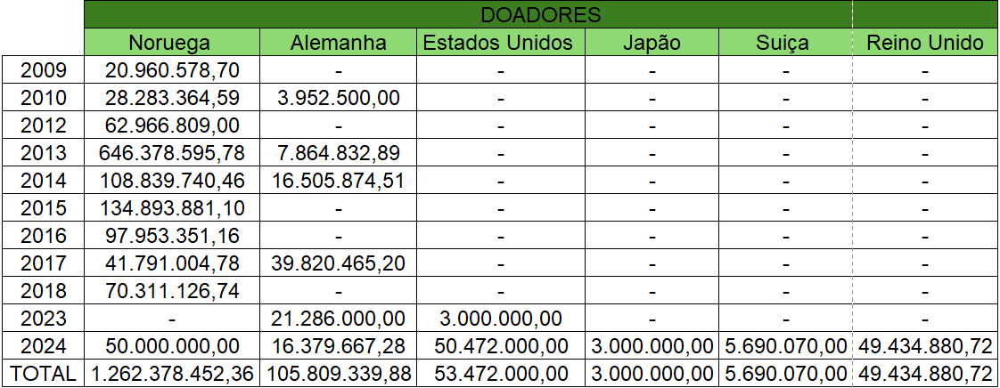 DOADORES
Noruega Alemanha Estados Unidos Japão Suiça Reino Unido
2009 20.960.578,70 - - - - -
2010 28.283.364,59 3.952.500,00 - - - -
2012 62.966.809,00 - - - - -
2013 646.378.595,78 7.864.832,89 - - - -
2014 108.839.740,46 16.505.874,51 - - - -
2015 134.893.881,10 - - - - -
2016 97.953.351,16 - - - - -
2017 41.791.004,78 39.820.465,20 - - - -
2018 70.311.126,74 - - - - -
2023 - 21.286.000,00 3.000.000,00 - - -
2024 50.000.000,00 16.379.667,28 50.472.000,00 3.000.000,00 5.690.070,00 49.434.880,72
TOTAL 1.262.378.452,36 105.809.339,88 53.472.000,00 3.000.000,00 5.690.070,00 49.434.880,72